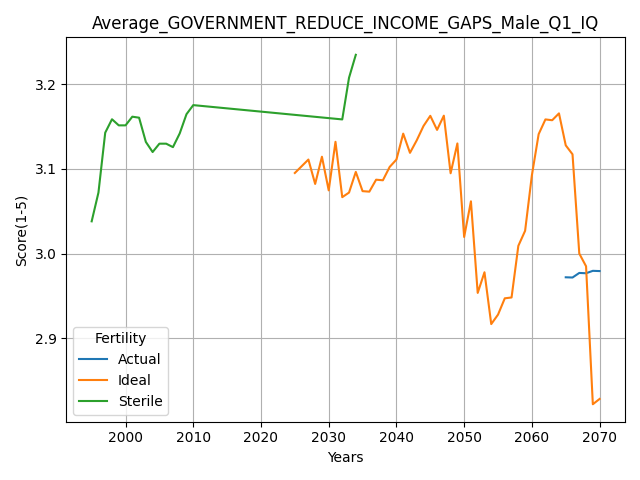 Average_GOVERNMENT_REDUCE_INCOME_GAPS_Male_Q1_IQ
Score(1-5)
3.2
3.1
3.0
2.9
Fertility
Actual
Ideal
Sterile
2000 2010 2020 2030 2040 2050 2060 2070
Years